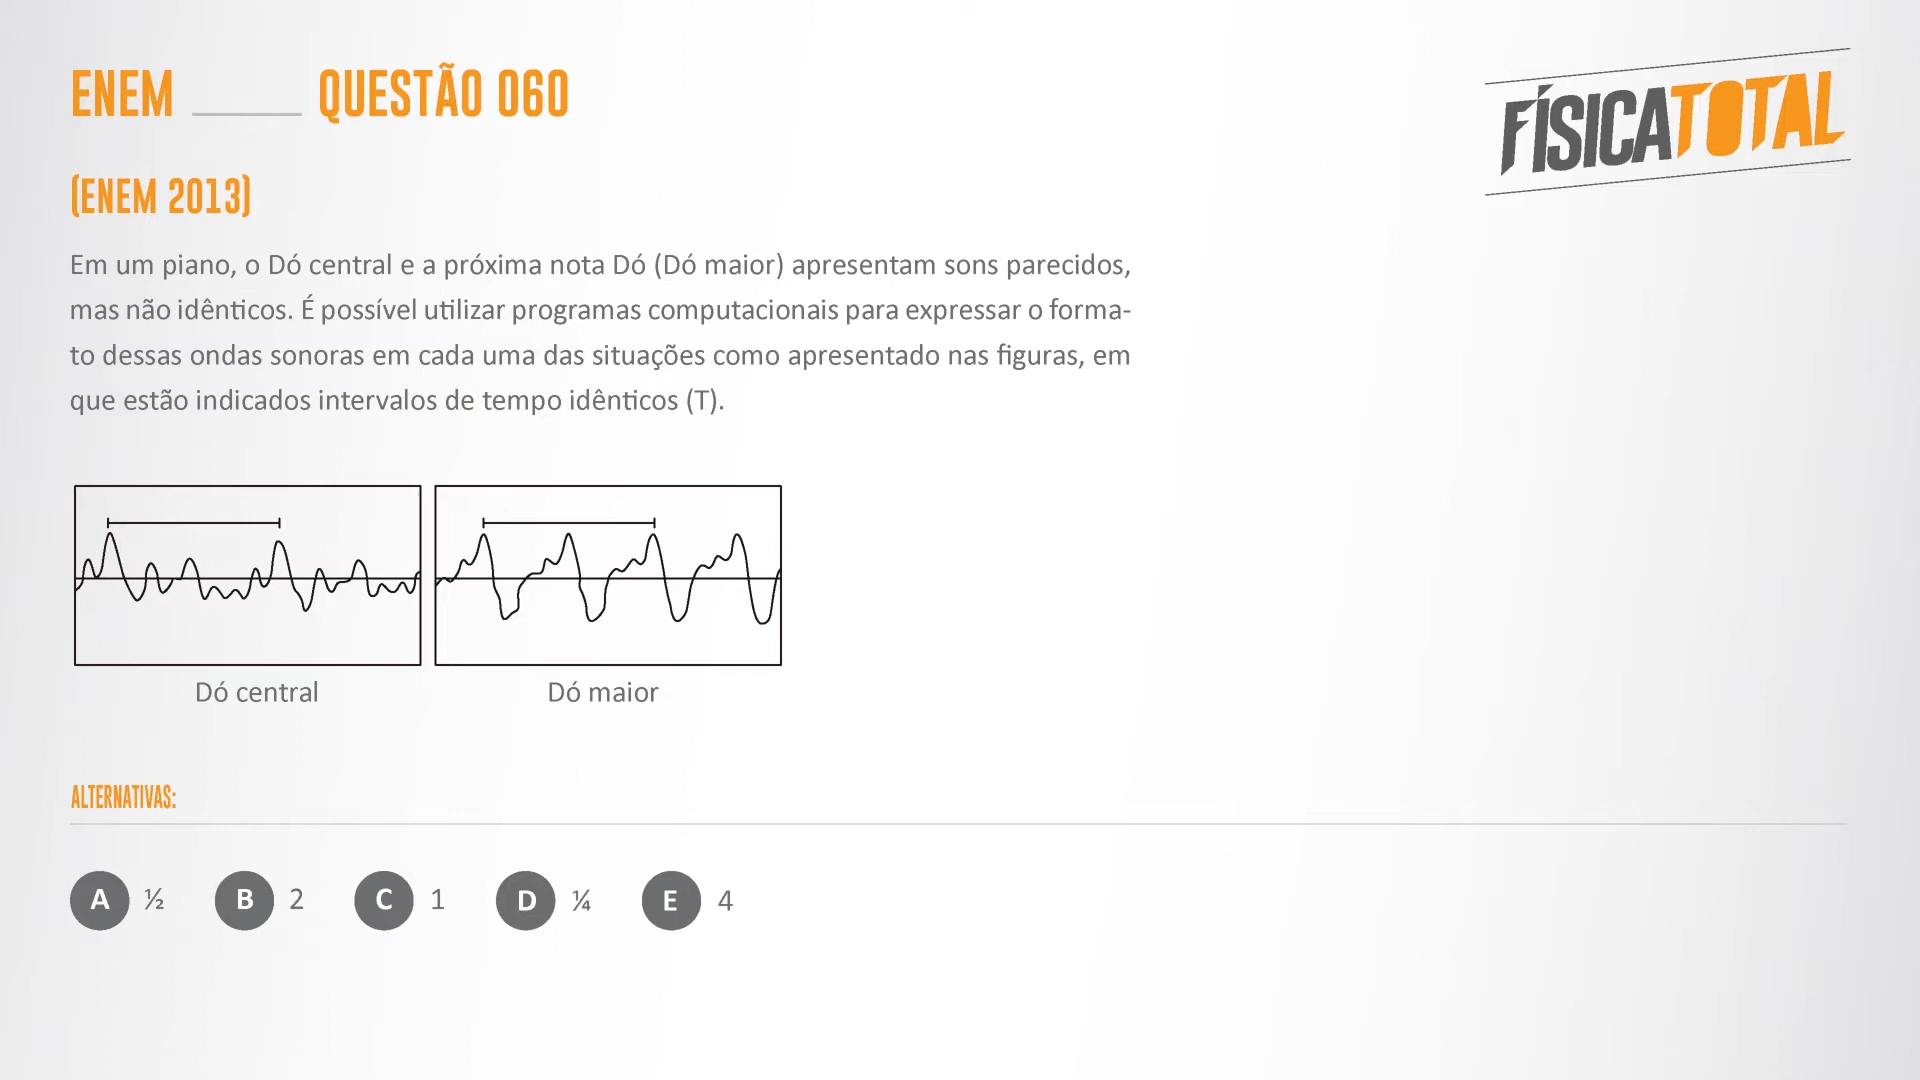 ENEM _____ QUESTÃO 060
FÍSICATOTAL
(ENEM 2013)
Em um piano, o Dó central e a próxima nota Dó (Dó maior) apresentam sons parecidos,
mas não idênticos. É possível utilizar programas computacionais para expressar o forma-
to dessas ondas sonoras em cada uma das situações como apresentado nas figuras, em
que estão indicados intervalos de tempo idênticos (T).
Dó central Dó maior
ALTERNATIVAS:
A ½ B 2 C 1 D ¼ E 4